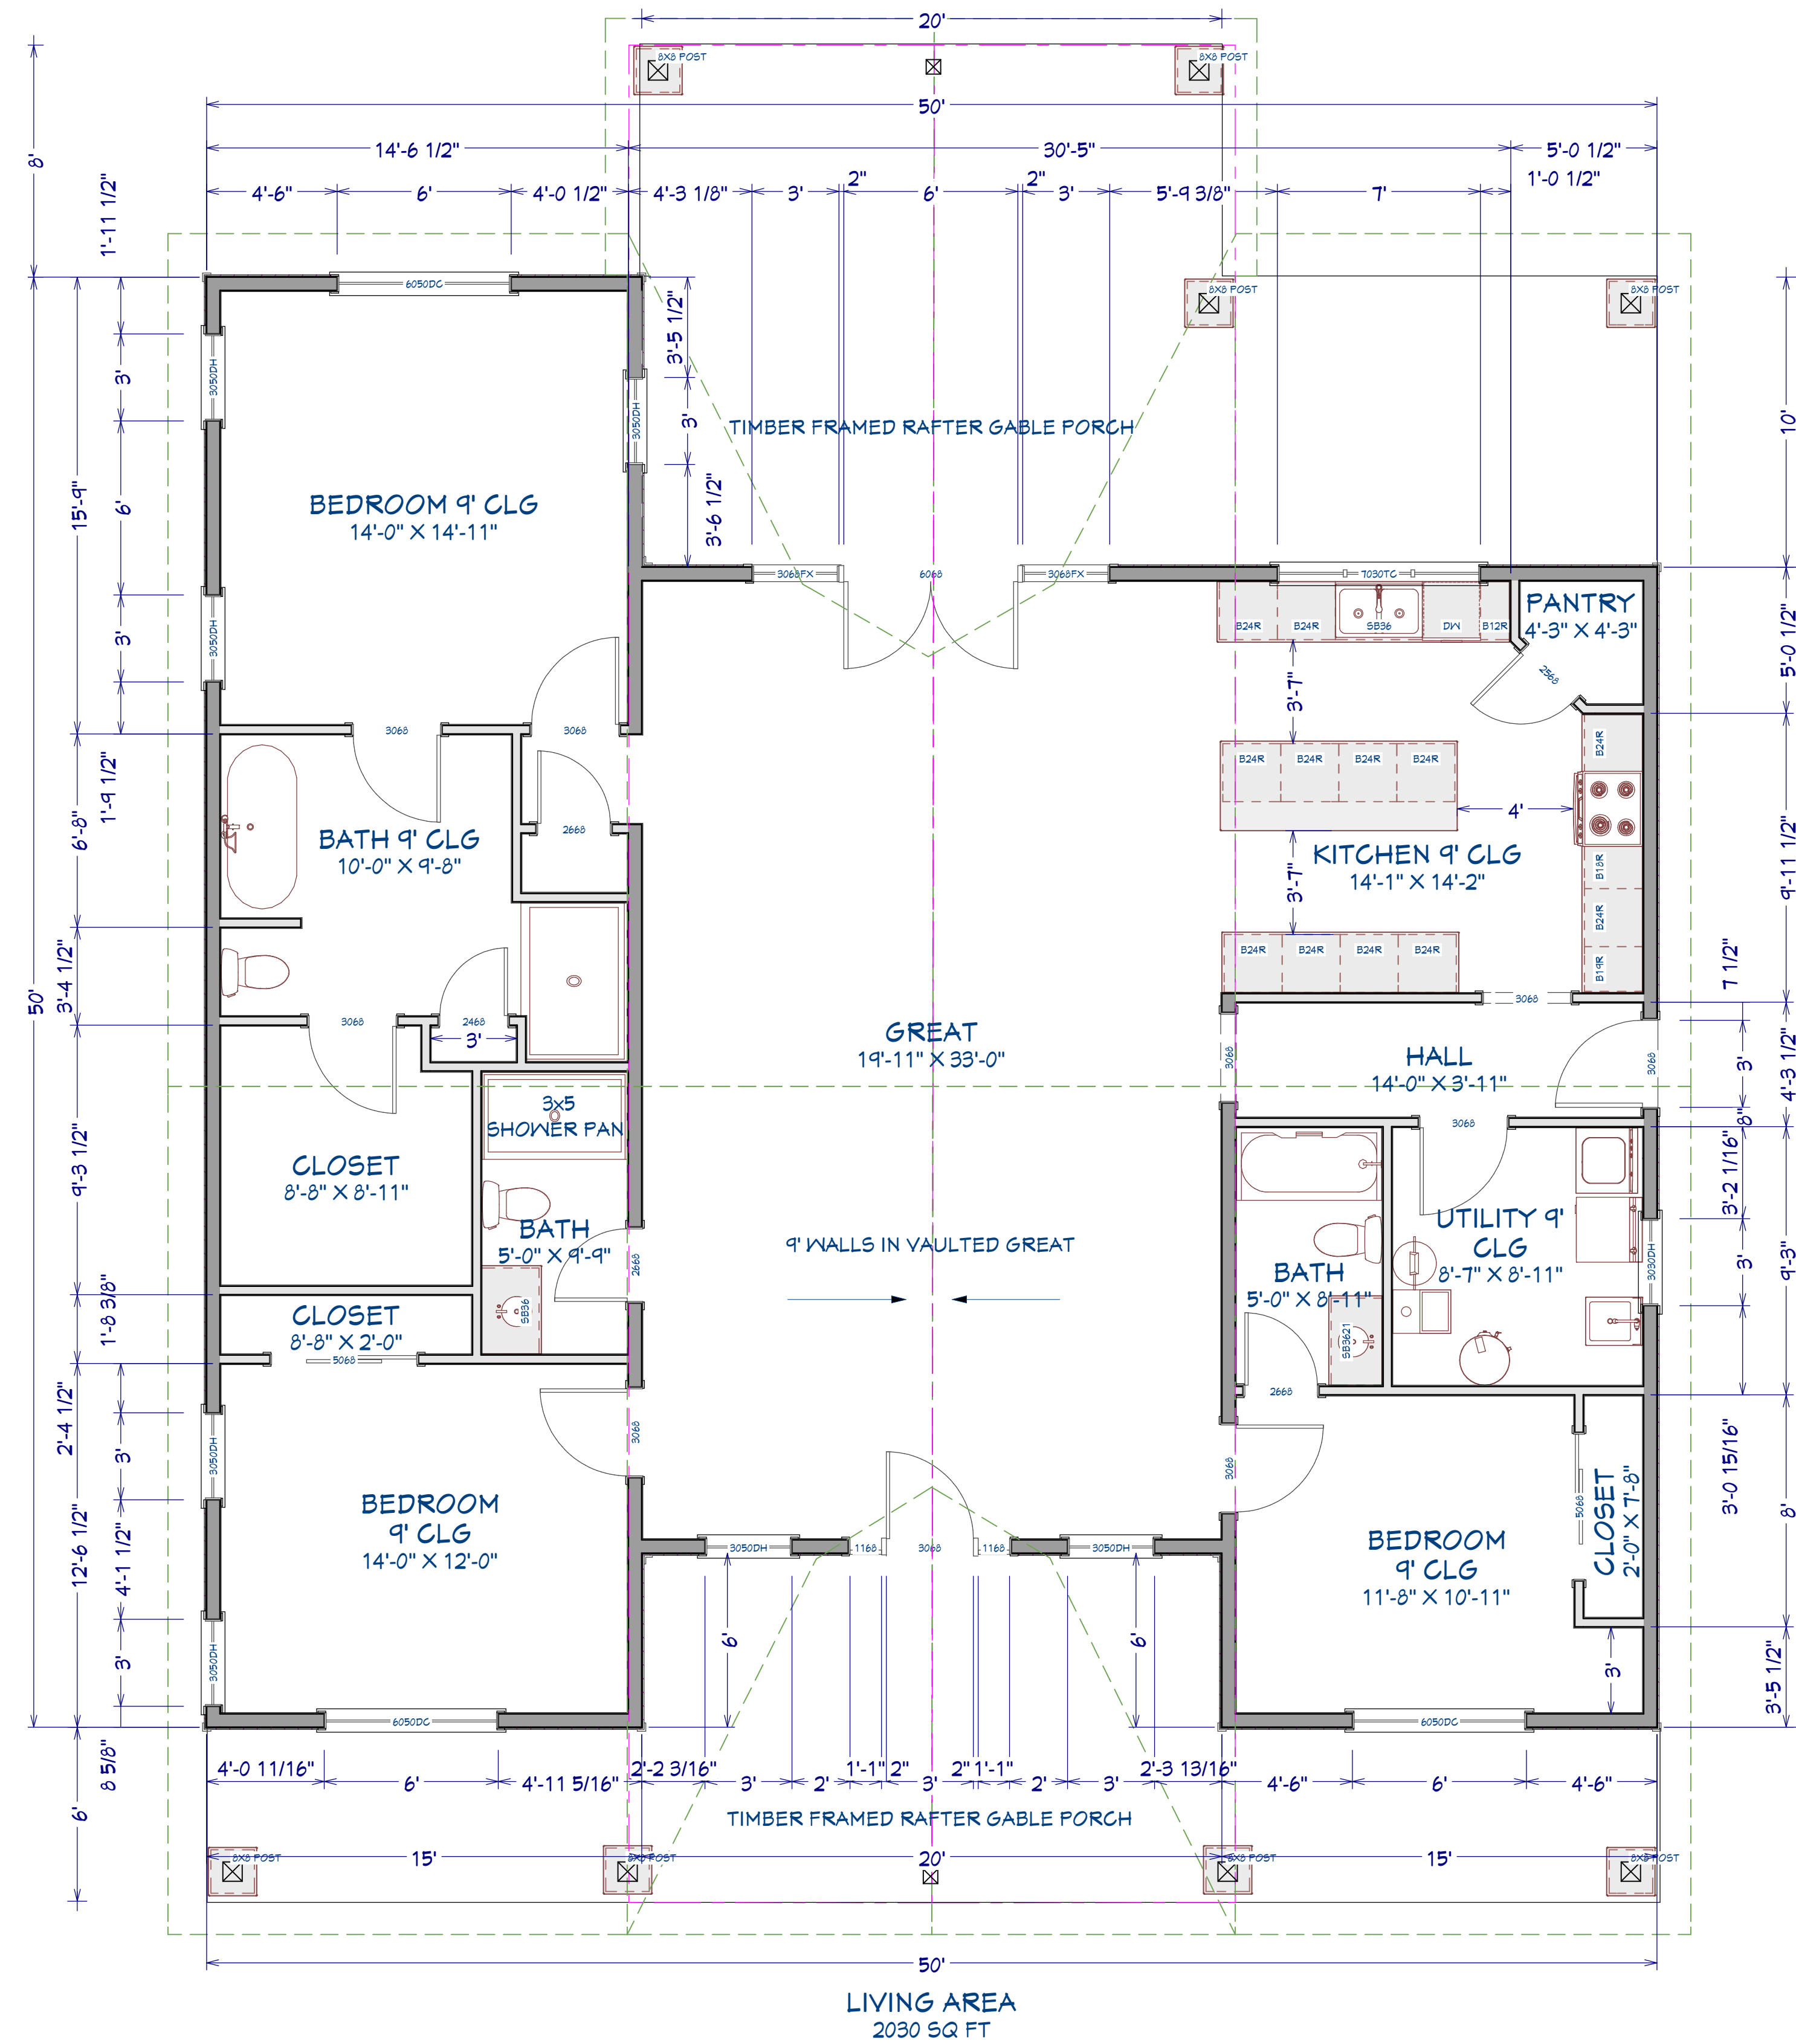 20'
8X8 POST
8X8 POST
50'
8'
14'-6 1/2"
30'-5"
5'-0 1/2"
1'-11 1/2"
4'-6"
6'
4'-0 1/2"
4'-3 1/8"
3'
2"
6'
2"
3'
5'-9 3/8"
7'
1'-0 1/2"
6050DC
8X8 POST
8X8 POST
3'-5 1/2"
3'
3050DH
3050DH
3'
10'
TIMBER FRAMED RAFTER GABLE PORCH
15'-9"
6'
BEDROOM 9' CLG
14'-0" X 14'-11"
3'-6 1/2"
3068FX
6068
3068FX
7030TC
PANTRY
4'-3" X 4'-3"
B24R
B24R
SB36
DW
B12R
3'
3050DH
5'-0 1/2"
2568
3'-7"
3068
3068
B24R
B24R
B24R
B24R
B24R
1'-9 1/2"
4'
6'-8"
BATH 9' CLG
10'-0" X 9'-8"
2668
KITCHEN 9' CLG
14'-1" X 14'-2"
3'-7"
B18R
9'-11 1/2"
B24R
B24R
B24R
B24R
B24R
B19R
3'-4 1/2"
7 1/2"
50'
3068
2468
3'
3068
GREAT
19'-11" X 33'-0"
HALL
14'-0" X 3'-11"
3068
3068
3'
4'-3 1/2"
3x5
SHOWER PAN
3068
8"
CLOSET
8'-8" X 8'-11"
9'-3 1/2"
3'-2 1/16"
BATH
5'-0" X 9'-9"
2668
9' WALLS IN VAULTED GREAT
UTILITY 9'
CLG
8'-7" X 8'-11"
3030DH
3'
9'-3"
BATH
5'-0" X 8'-11"
SB36
SB3621
1'-8 3/8"
CLOSET
8'-8" X 2'-0"
5068
2668
2'-4 1/2"
3'
3050DH
3068
3068
3'-0 15/16"
BEDROOM
9' CLG
14'-0" X 12'-0"
5068
CLOSET
2'-0" X 7'-8"
8'
12'-6 1/2"
4'-1 1/2"
3050DH
1168
3068
1168
3050DH
BEDROOM
9' CLG
11'-8" X 10'-11"
6'
6'
3'
3050DH
3'
3'-5 1/2"
6050DC
6050DC
8 5/8"
6'
4'-0 11/16"
6'
4'-11 5/16"
2'-2 3/16"
3'
2'
1'-1"
2"
3'
2"
1'-1"
2'
3'
2'-3 13/16"
4'-6"
6'
4'-6"
TIMBER FRAMED RAFTER GABLE PORCH
8X8 POST
8X8 POST
8X8 POST
8X8 POST
15'
20'
15'
50'
LIVING AREA
2030 SQ FT